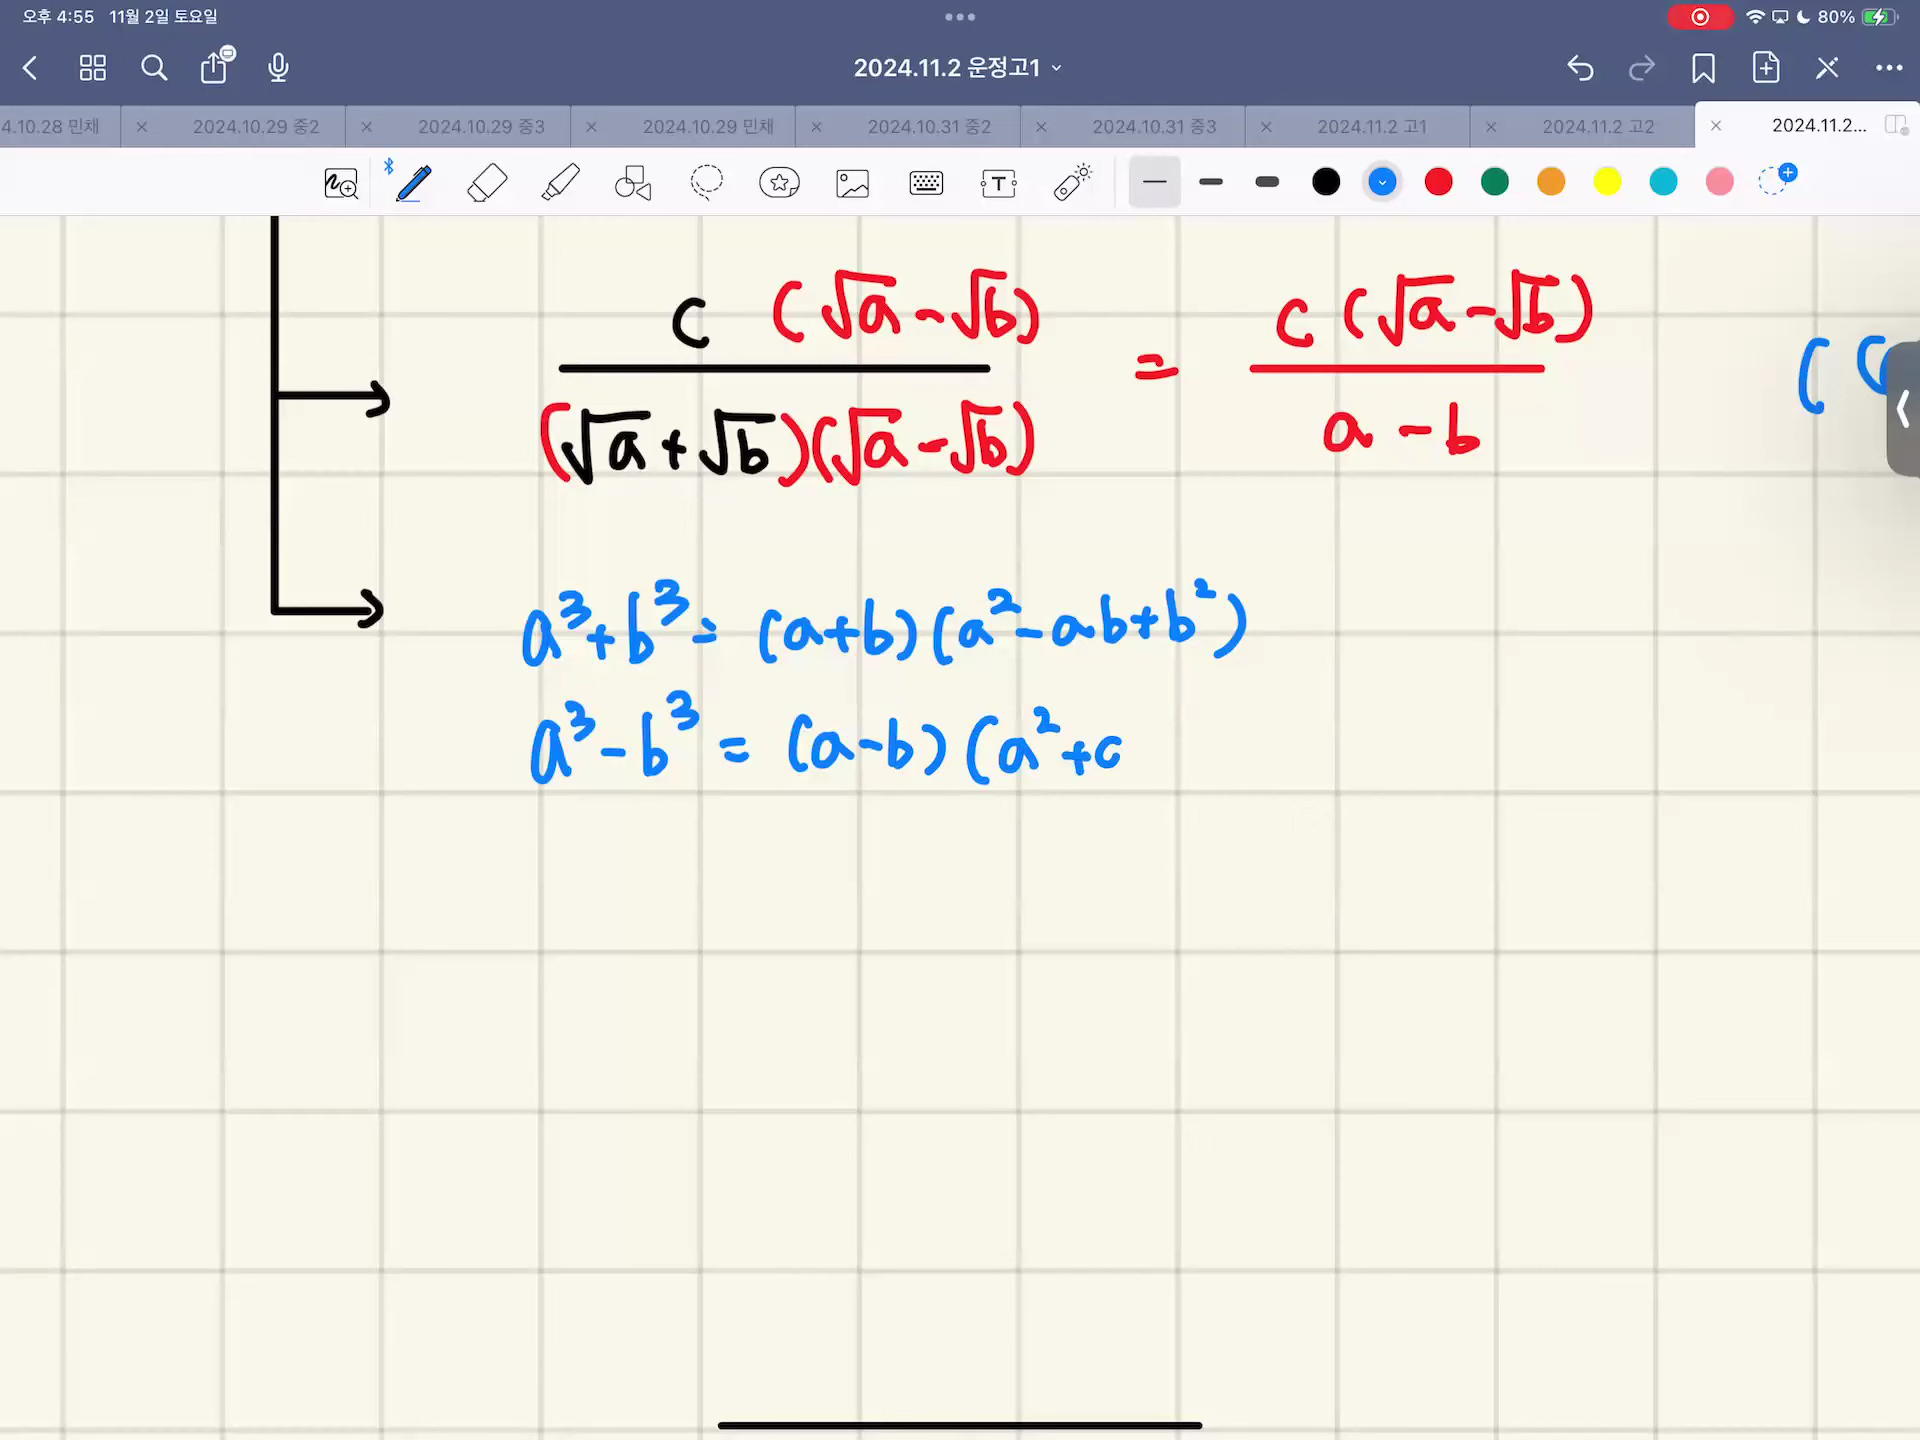 오후 4:55 11월 2일 토요일
80%
2024.11.2 운정고1
4.10.28 민채
2024.10.29 중2
2024.10.29 중3
2024.10.29 민채
2024.10.31 중2
2024.10.31 중3
2024.11.2 고1
2024.11.2 고2
2024.11.2...
T
c (√a-√b) / (√a+√b)(√a-√b) = c (√a-√b) / a-b
(
a³+b³= (a+b)(a²-ab+b²)
a³-b³ = (a-b)(a²+c